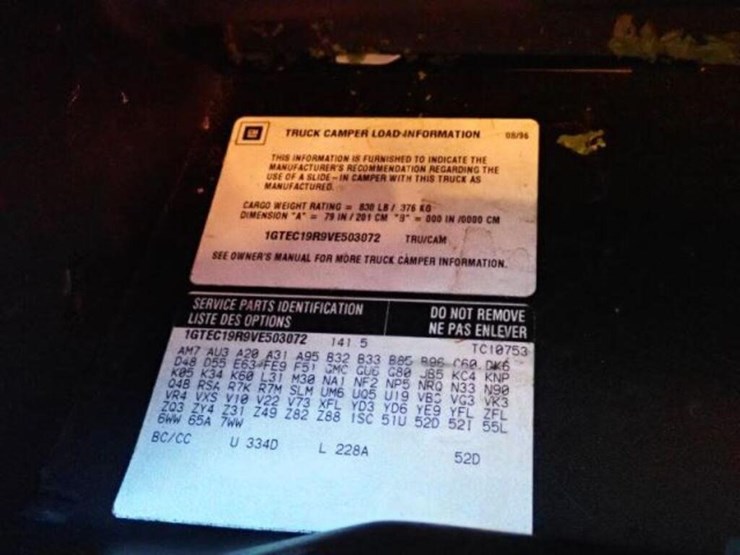 GM TRUCK CAMPER LOAD INFORMATION 08/96
THIS INFORMATION IS FURNISHED TO INDICATE THE
MANUFACTURER'S RECOMMENDATION REGARDING THE
USE OF A SLIDE-IN CAMPER WITH THIS TRUCK AS
MANUFACTURED.
CARGO WEIGHT RATING = 830 LB / 376 KG
DIMENSION "A" = 79 IN / 201 CM "B" = 000 IN /0000 CM
1GTEC19R9VE503072 TRU/CAM
SEE OWNER'S MANUAL FOR MORE TRUCK CAMPER INFORMATION.
SERVICE PARTS IDENTIFICATION DO NOT REMOVE
LISTE DES OPTIONS NE PAS ENLEVER
1GTEC19R9VE503072 141 5 TC10753
AM7 AU3 A20 A31 A95 B32 B33 B85 B96 C60 DK6
D48 D55 E63 FE9 F51 GMC GU6 G80 JB5 KC4 KNP
K05 K34 K60 L31 M30 NA1 NF2 NP5 NRQ N33 N90
O4B RSA R7K R7M SLM UM6 UQ5 U19 VBS VG3 VK3
VR4 VXS V10 V22 V73 XFL YD3 YD6 YE9 YFL ZFL
ZQ3 ZY4 Z31 Z49 Z82 Z88 1SC 51U 52D 52I 55L
6WW 65A 7WW
BC/CC U 334D L 228A 52D